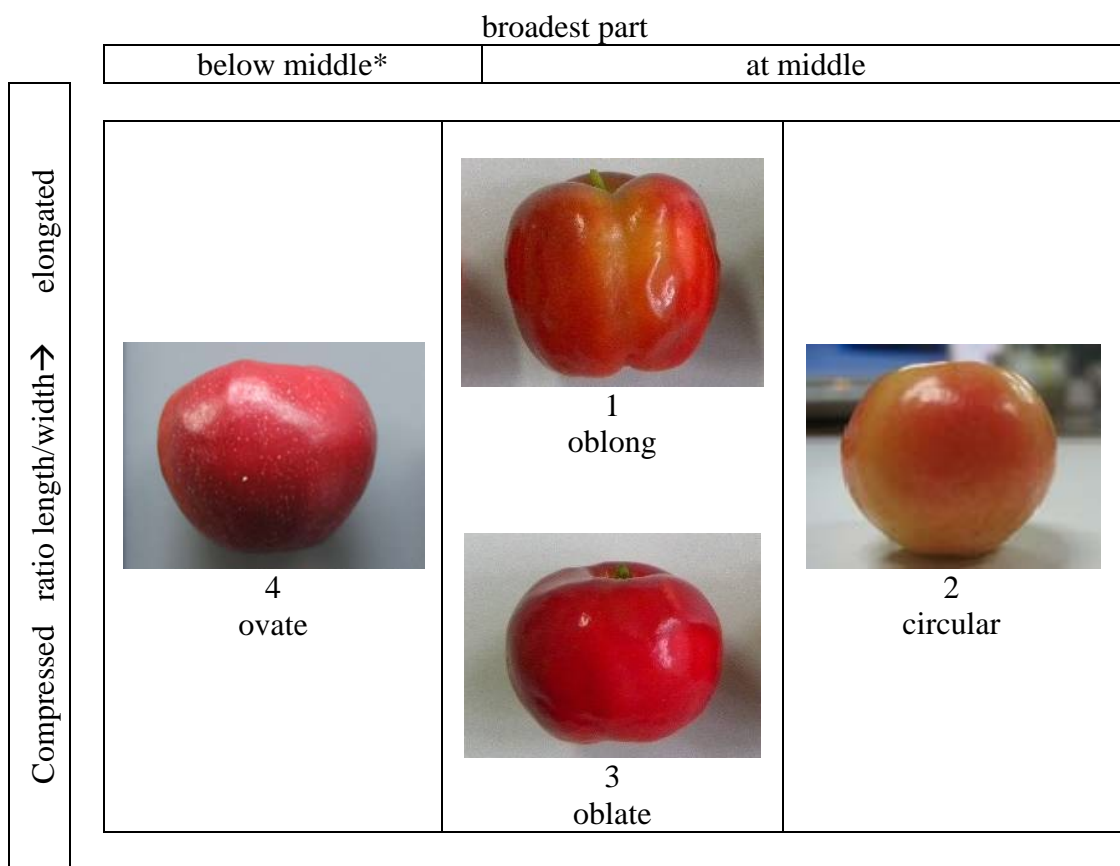 broadest part
below middle*
at middle
Compressed ratio length/width→ elongated
1
oblong
4
ovate
2
circular
3
oblate